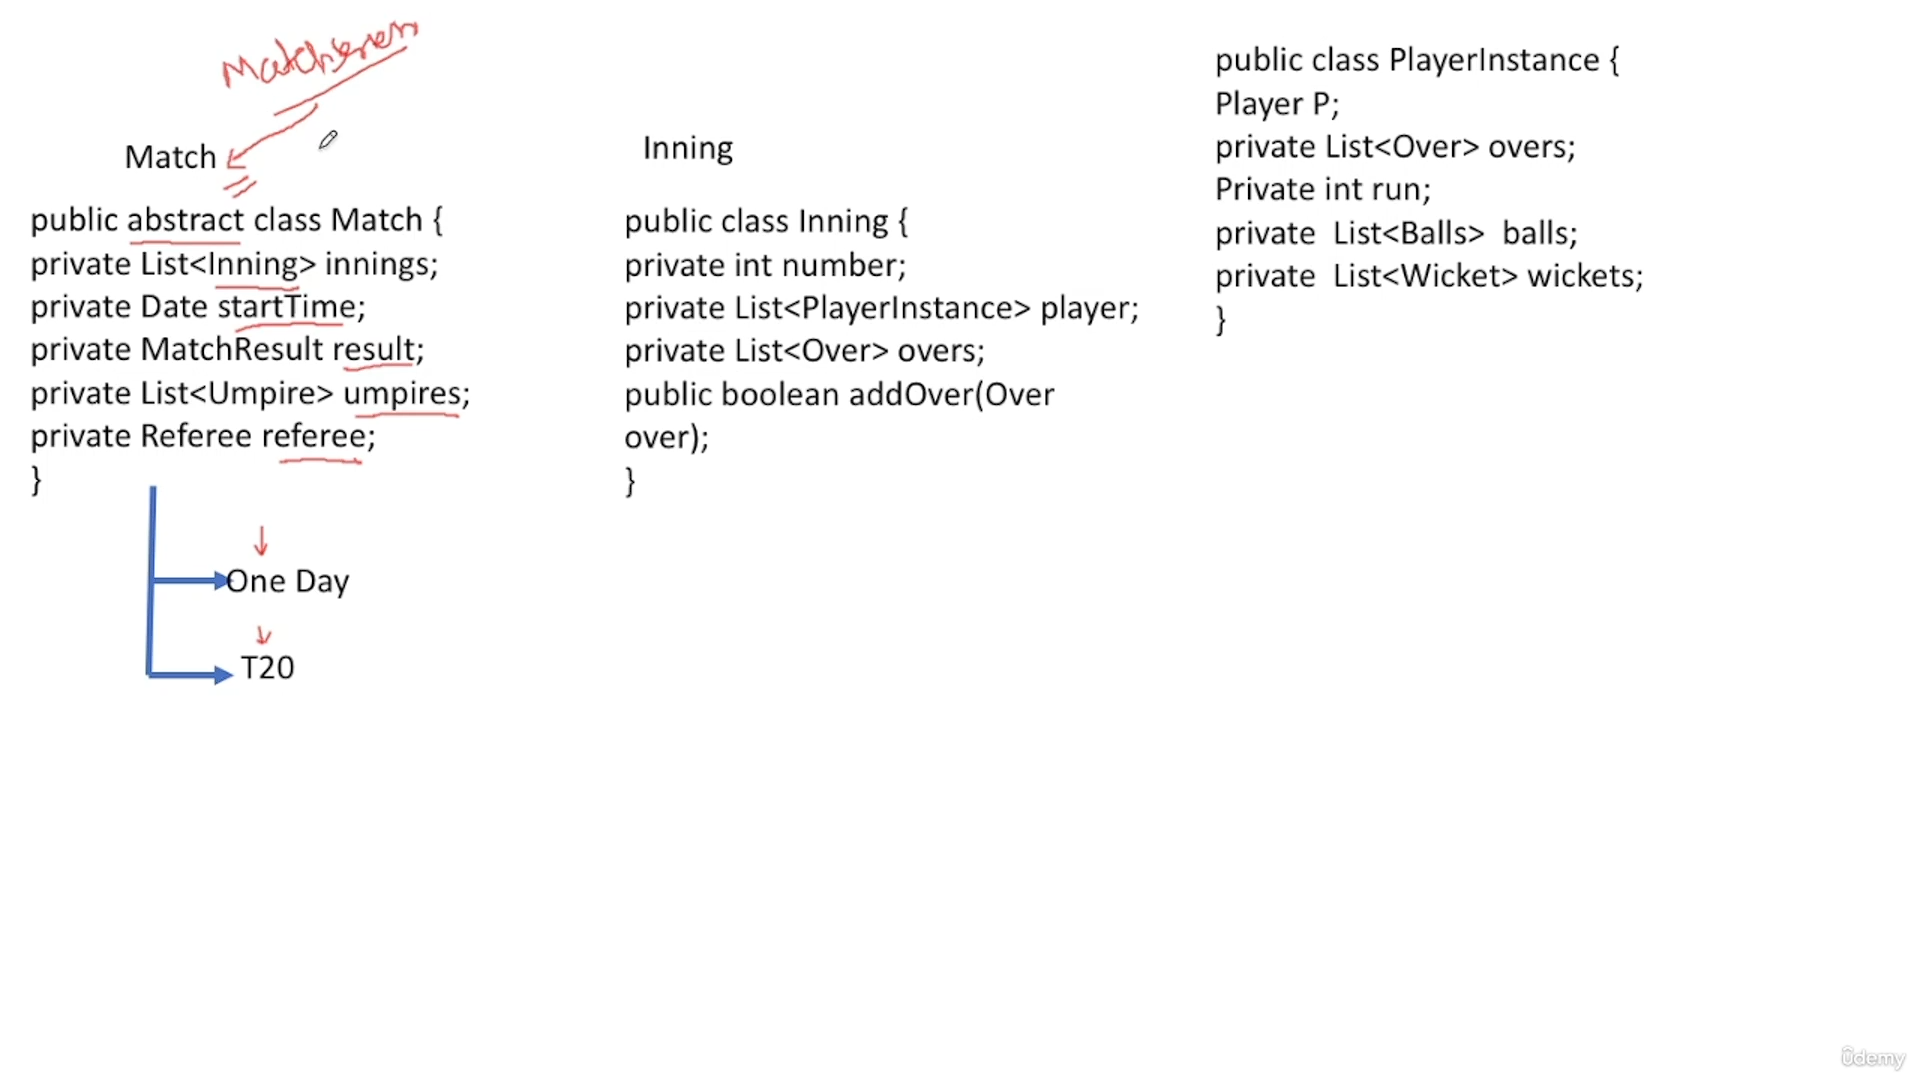 Match
public abstract class Match {
private List<Inning> innings;
private Date startTime;
private MatchResult result;
private List<Umpire> umpires;
private Referee referee;
}
One Day
T20
Inning
public class Inning {
private int number;
private List<PlayerInstance> player;
private List<Over> overs;
public boolean addOver(Over
over);
}
public class PlayerInstance {
Player P;
private List<Over> overs;
Private int run;
private  List<Balls>  balls;
private  List<Wicket> wickets;
}
ûdemy